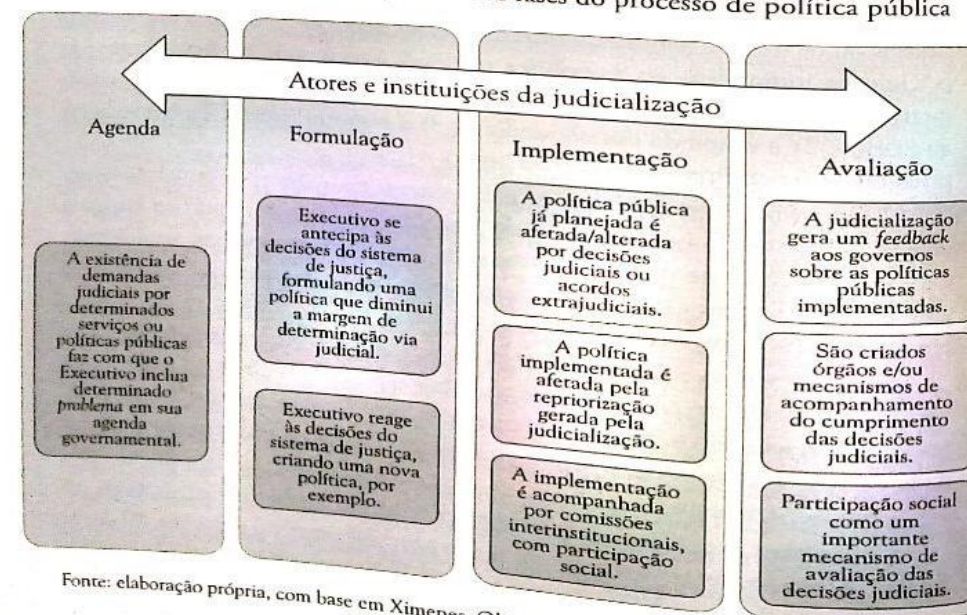 do processo de política pública
Atores e instituições da judicialização
Agenda
A existência de
demandas
judiciais por
determinados
serviços ou
políticas públicas
faz com que o
Executivo inclua
determinado
problema em sua
agenda
governamental.
Formulação
Executivo se
antecipa às
decisões do sistema
de justiça,
formulando uma
política que diminui
a margem de
determinação via
judicial.
Executivo reage
às decisões do
sistema de justiça,
criando uma nova
política, por
exemplo.
Implementação
A política pública
já planejada é
afetada/alterada
por decisões
judiciais ou
acordos
extrajudiciais.
A política
implementada é
afetada pela
repriorização
gerada pela
judicialização.
A implementação
é acompanhada
por comissões
interinstitucionais,
com participação
social.
Avaliação
A judicialização
gera um feedback
aos governos
sobre as políticas
públicas
implementadas.
São criados
órgãos e/ou
mecanismos de
acompanhamento
do cumprimento
das decisões
judiciais.
Participação social
como um
importante
mecanismo de
avaliação das
decisões judiciais.
Fonte: elaboração própria, com base em Ximenes,